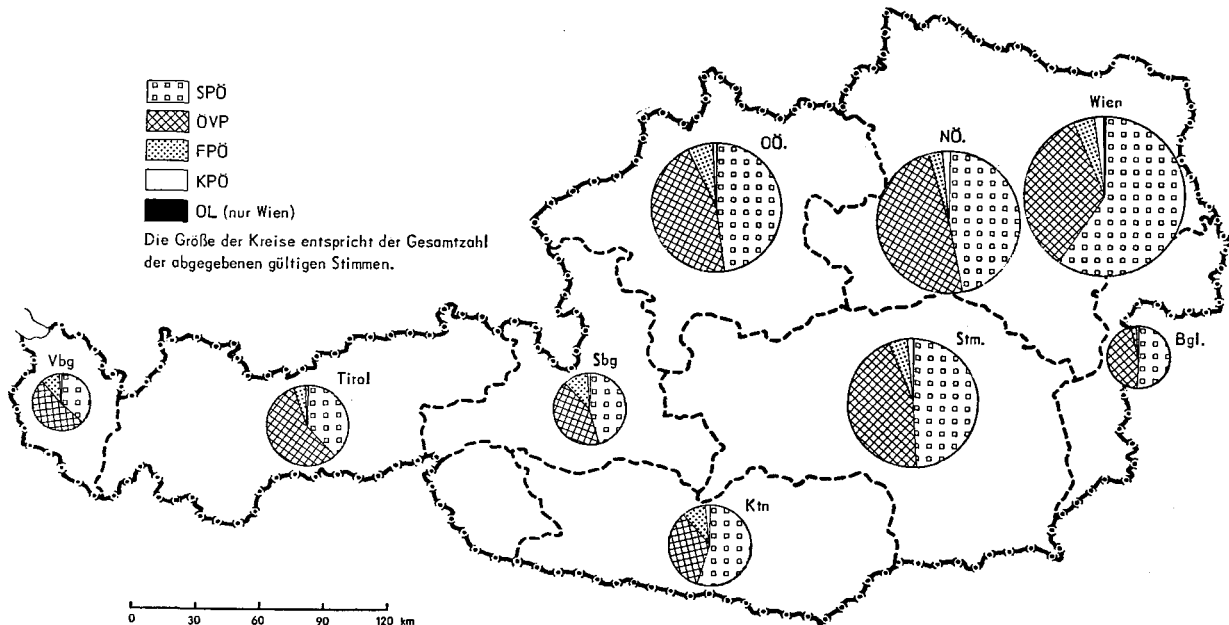 SPÖ
ÖVP
FPÖ
KPÖ
OL (nur Wien)
Die Größe der Kreise entspricht der Gesamtzahl
der abgegebenen gültigen Stimmen.
Wien
OÖ.
NÖ.
Vbg
Tirol
Sbg
Stm.
Bgl.
Ktn
0 30 60 90 120 km